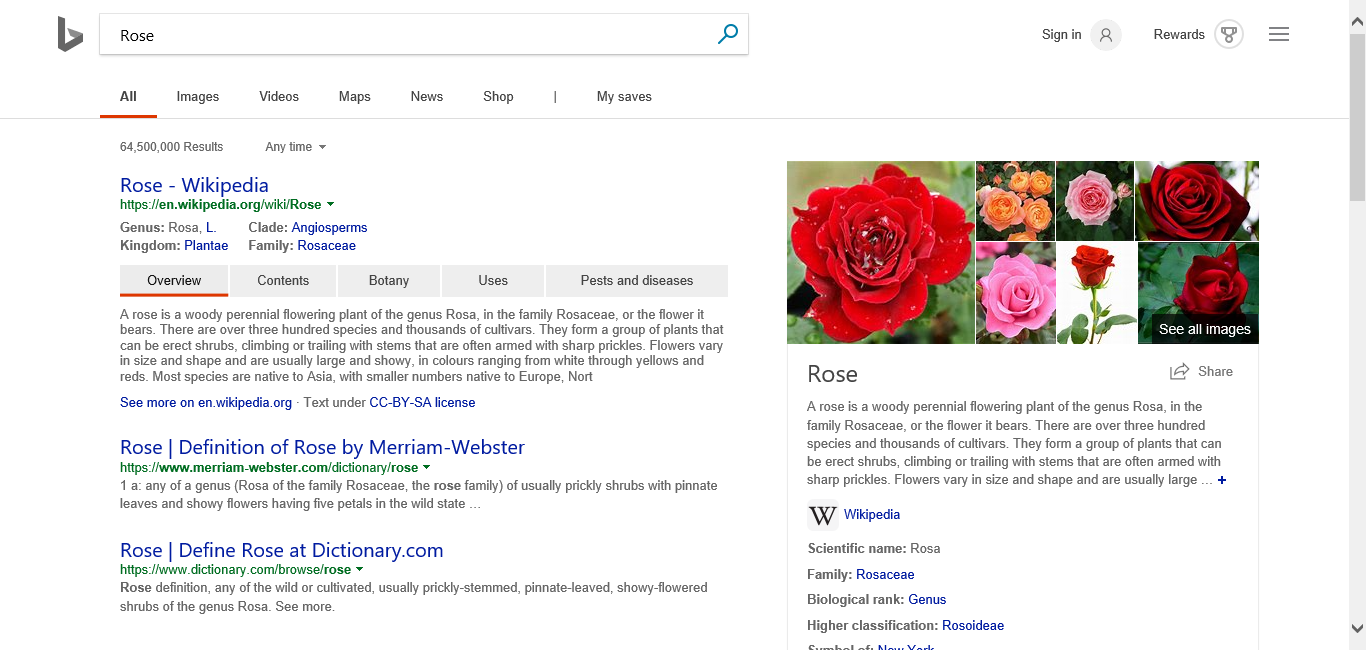 Rose
Sign in
Rewards
All Images Videos Maps News Shop | My saves
64,500,000 Results Any time
Rose - Wikipedia
https://en.wikipedia.org/wiki/Rose
Genus: Rosa, L. Clade: Angiosperms
Kingdom: Plantae Family: Rosaceae
Overview Contents Botany Uses Pests and diseases
A rose is a woody perennial flowering plant of the genus Rosa, in the family Rosaceae, or the flower it
bears. There are over three hundred species and thousands of cultivars. They form a group of plants that
can be erect shrubs, climbing or trailing with stems that are often armed with sharp prickles. Flowers vary
in size and shape and are usually large and showy, in colours ranging from white through yellows and
reds. Most species are native to Asia, with smaller numbers native to Europe, Nort
See more on en.wikipedia.org · Text under CC-BY-SA license
Rose | Definition of Rose by Merriam-Webster
https://www.merriam-webster.com/dictionary/rose
1 a: any of a genus (Rosa of the family Rosaceae, the rose family) of usually prickly shrubs with pinnate
leaves and showy flowers having five petals in the wild state ...
Rose | Define Rose at Dictionary.com
https://www.dictionary.com/browse/rose
Rose definition, any of the wild or cultivated, usually prickly-stemmed, pinnate-leaved, showy-flowered
shrubs of the genus Rosa. See more.
See all images
Rose
Share
A rose is a woody perennial flowering plant of the genus Rosa, in the
family Rosaceae, or the flower it bears. There are over three hundred
species and thousands of cultivars. They form a group of plants that can
be erect shrubs, climbing or trailing with stems that are often armed with
sharp prickles. Flowers vary in size and shape and are usually large ... +
W Wikipedia
Scientific name: Rosa
Family: Rosaceae
Biological rank: Genus
Higher classification: Rosoideae
Symbol of: New York